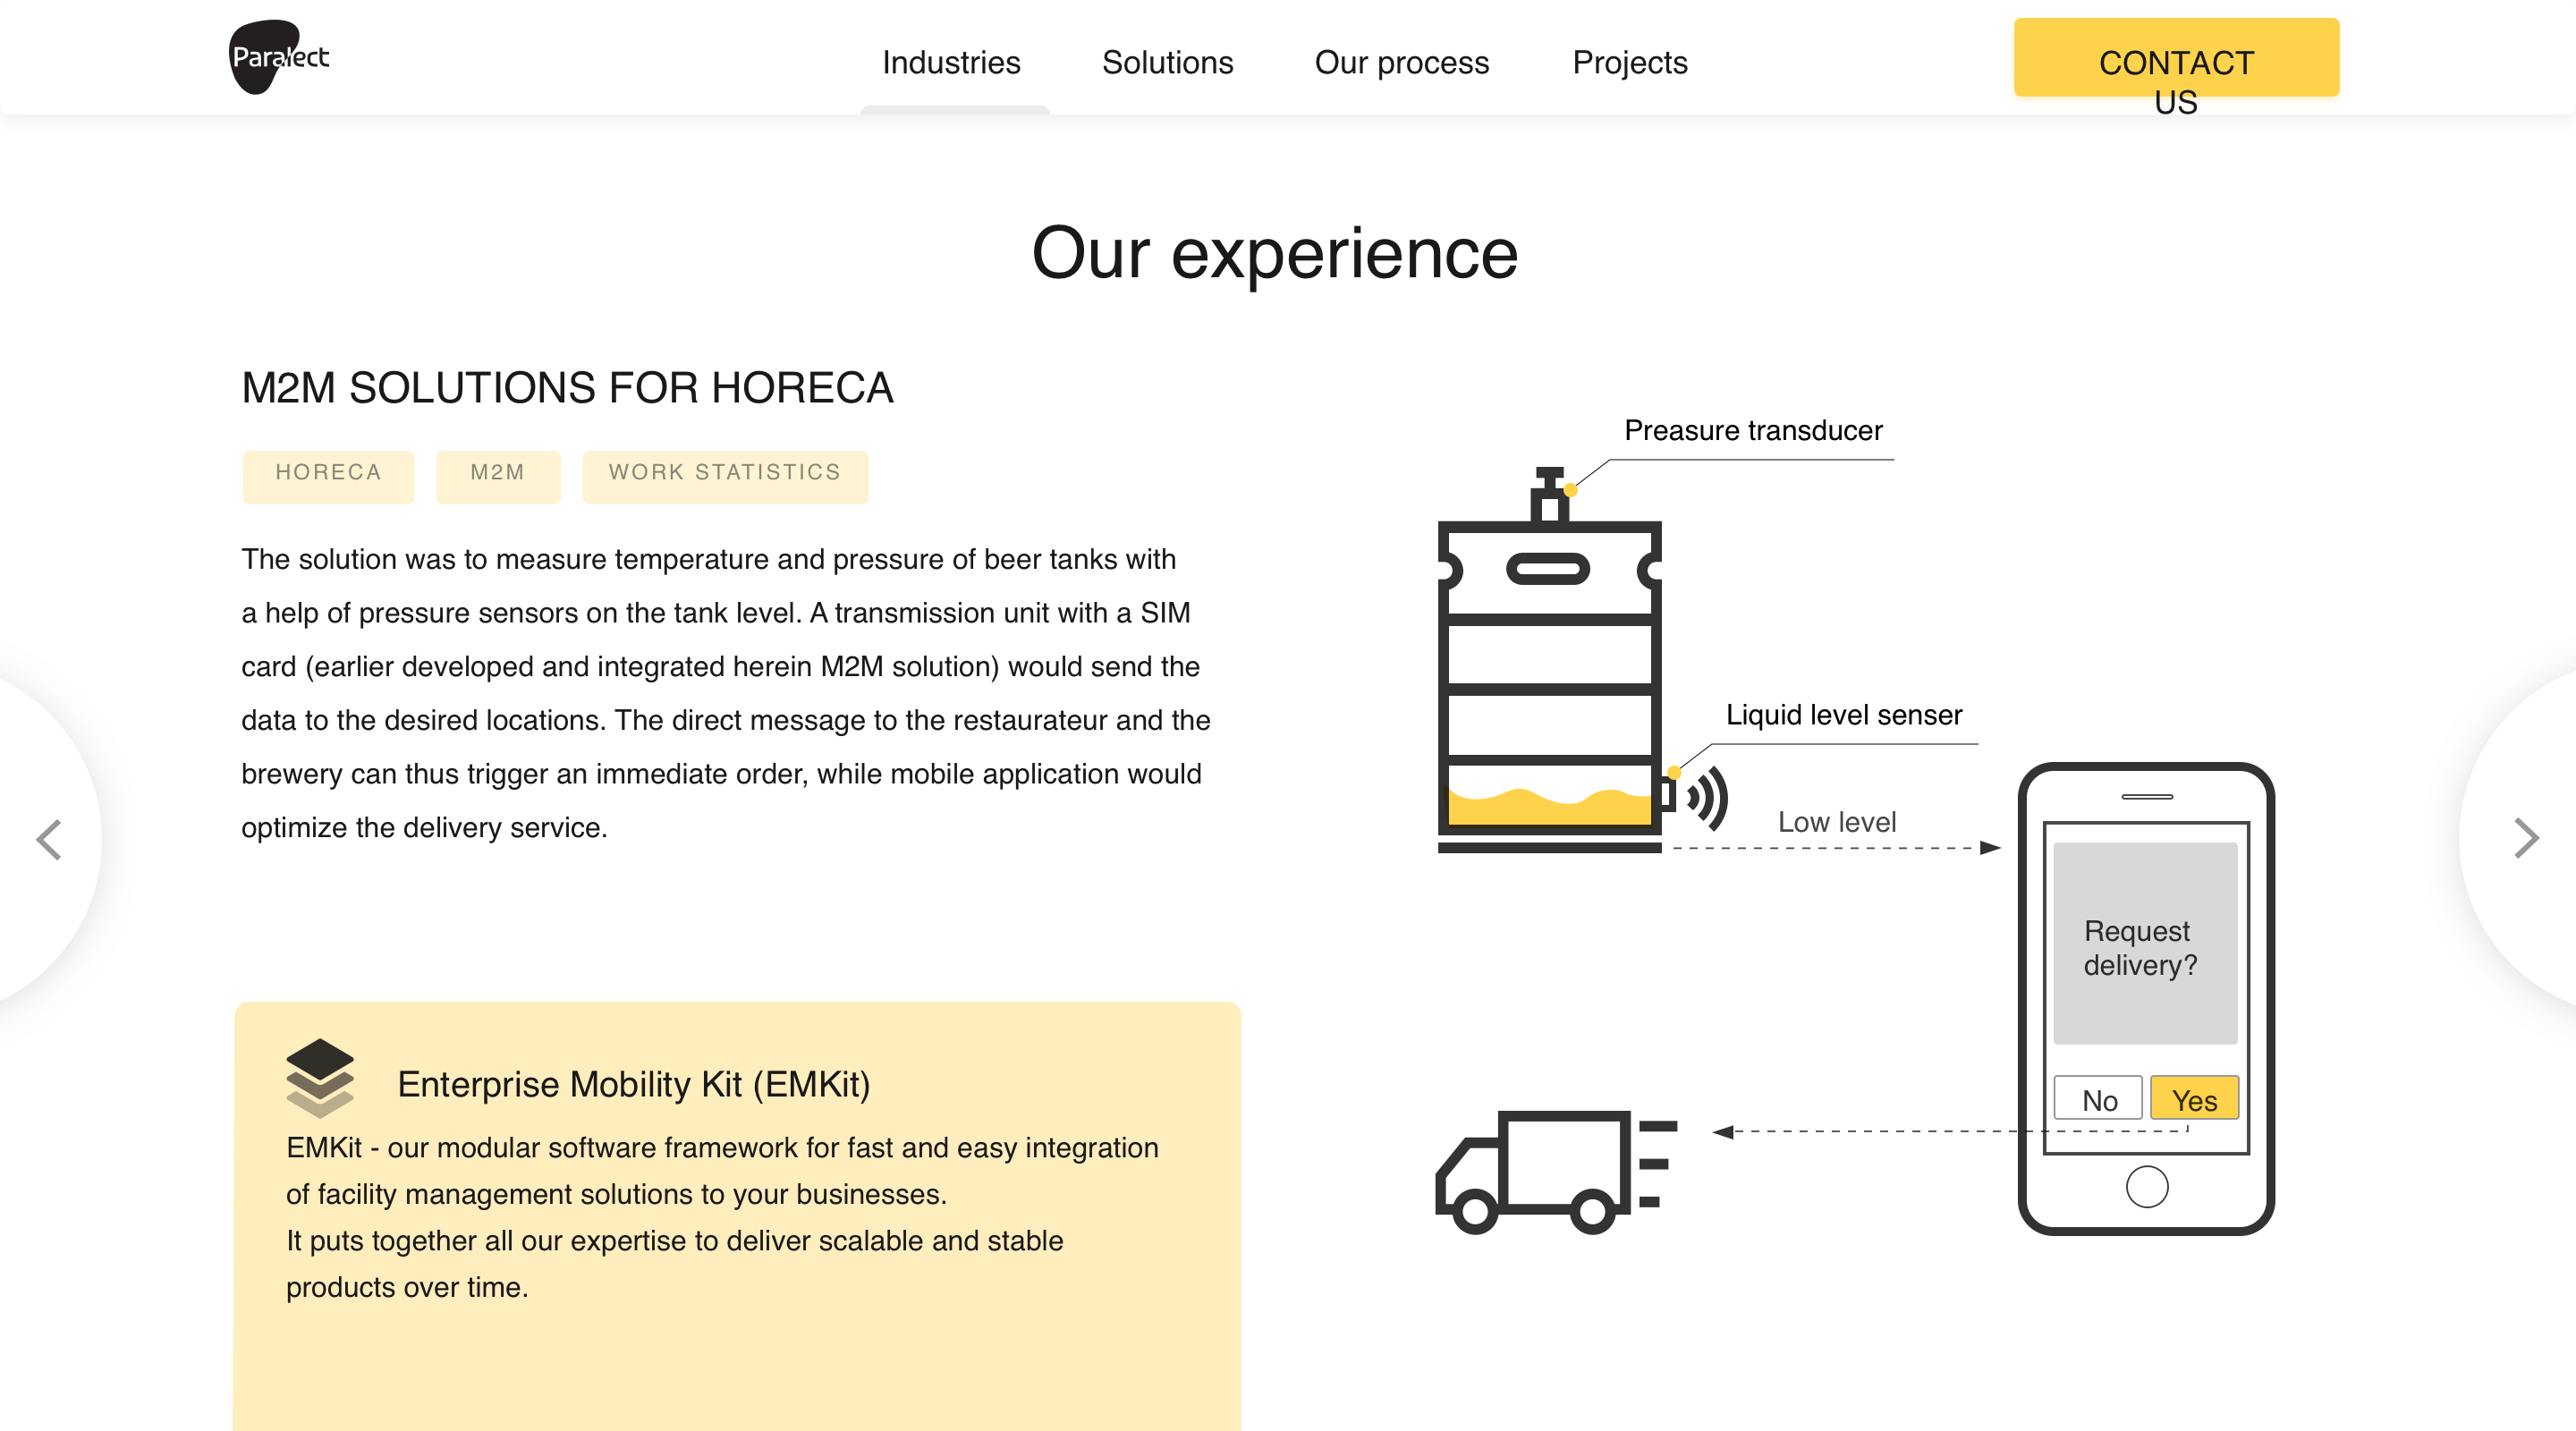 Paralect
Industries
Solutions
Our process
Projects
CONTACT
US
Our experience
M2M SOLUTIONS FOR HORECA
HORECA
M2M
WORK STATISTICS
The solution was to measure temperature and pressure of beer tanks with
a help of pressure sensors on the tank level. A transmission unit with a SIM
card (earlier developed and integrated herein M2M solution) would send the
data to the desired locations. The direct message to the restaurateur and the
brewery can thus trigger an immediate order, while mobile application would
optimize the delivery service.
Enterprise Mobility Kit (EMKit)
EMKit - our modular software framework for fast and easy integration
of facility management solutions to your businesses.
It puts together all our expertise to deliver scalable and stable
products over time.
Preasure transducer
Liquid level senser
Low level
Request
delivery?
No
Yes